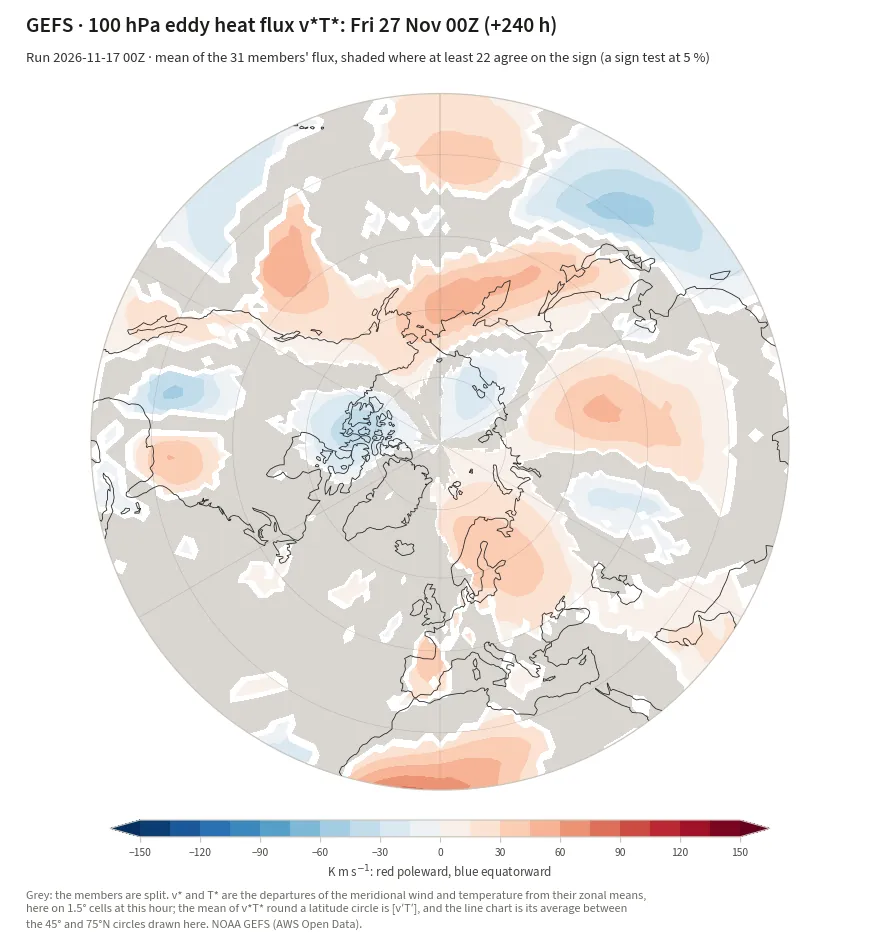 GEFS · 100 hPa eddy heat flux v*T*: Fri 27 Nov 00Z (+240 h)
Run 2026-11-17 00Z · mean of the 31 members' flux, shaded where at least 22 agree on the sign (a sign test at 5 %)
−150 −120 −90 −60 −30 0 30 60 90 120 150
K m s⁻¹: red poleward, blue equatorward
Grey: the members are split. v* and T* are the departures of the meridional wind and temperature from their zonal means,
here on 1.5° cells at this hour; the mean of v*T* round a latitude circle is [v′T′], and the line chart is its average between
the 45° and 75°N circles drawn here. NOAA GEFS (AWS Open Data).